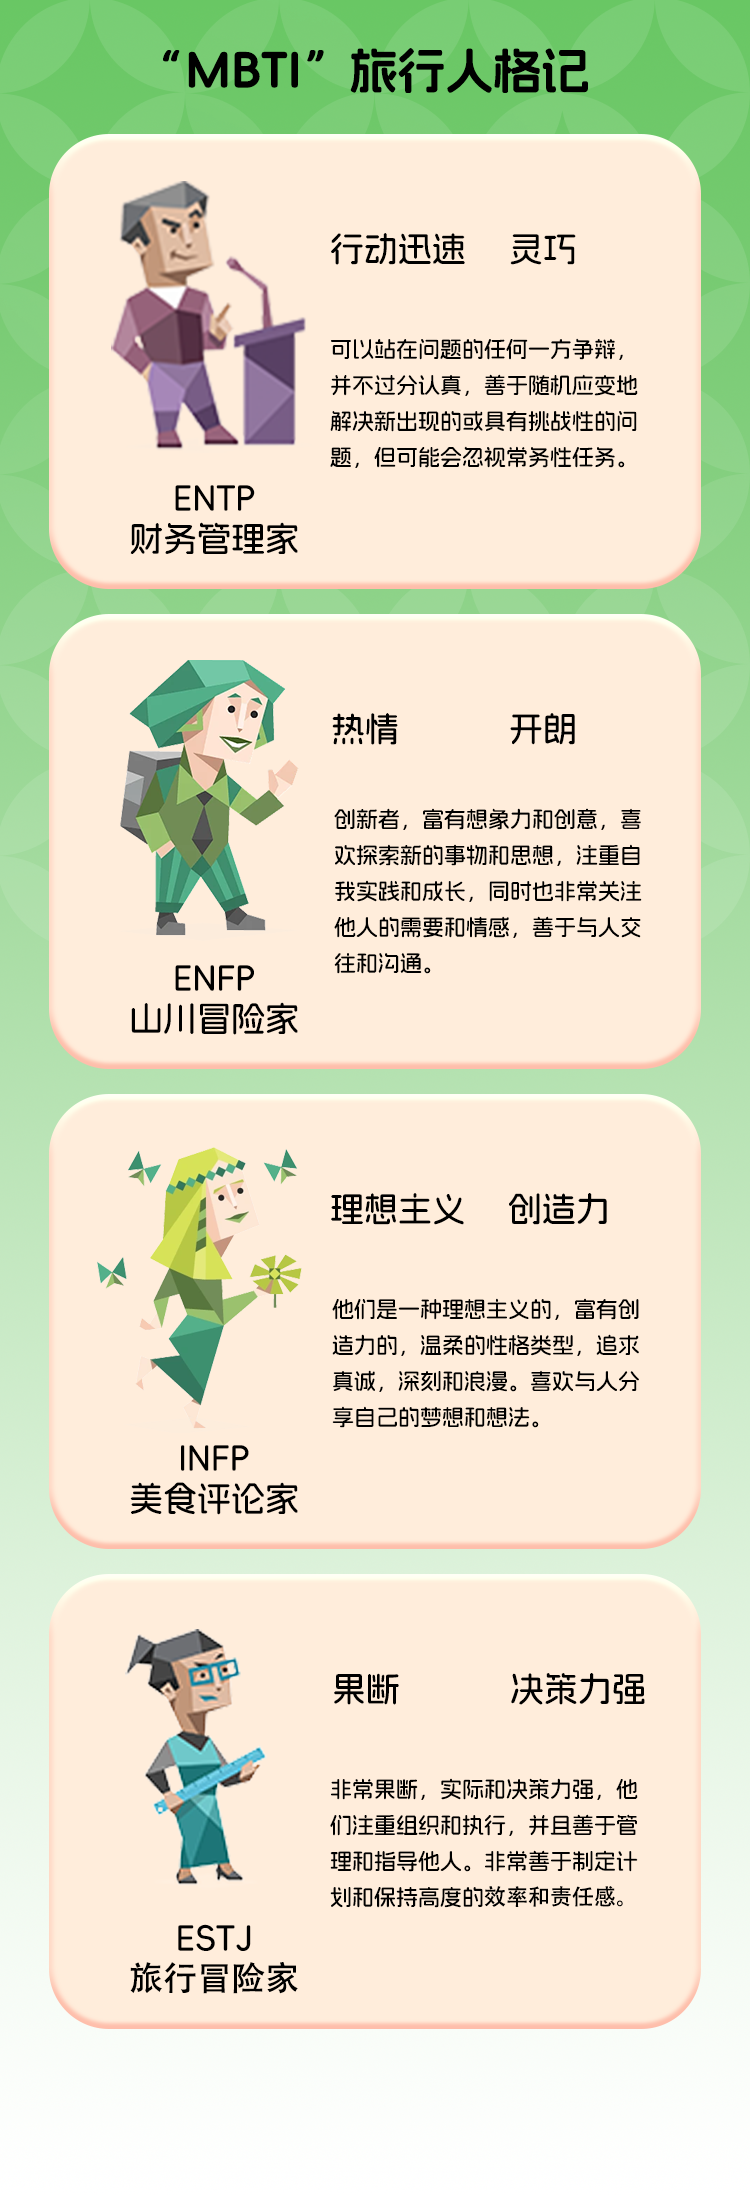 “MBTI”旅行人格记
行动迅速 灵巧
可以站在问题的任何一方争辩，
并不过分认真，善于随机应变地
解决新出现的或具有挑战性的问
题，但可能会忽视常务性任务。
ENTP
财务管理家
热情 开朗
创新者，富有想象力和创意，喜
欢探索新的事物和思想，注重自
我实践和成长，同时也非常关注
他人的需要和情感，善于与人交
往和沟通。
ENFP
山川冒险家
理想主义 创造力
他们是一种理想主义的，富有创
造力的，温柔的性格类型，追求
真诚，深刻和浪漫。喜欢与人分
享自己的梦想和想法。
INFP
美食评论家
果断 决策力强
非常果断，实际和决策力强，他
们注重组织和执行，并且善于管
理和指导他人。非常善于制定计
划和保持高度的效率和责任感。
ESTJ
旅行冒险家